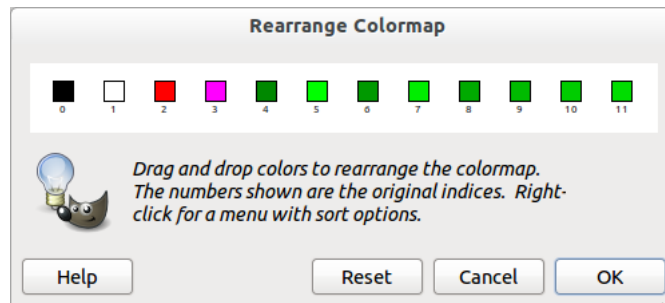 Rearrange Colormap
0 1 2 3 4 5 6 7 8 9 10 11
Drag and drop colors to rearrange the colormap.
The numbers shown are the original indices.  Right-
click for a menu with sort options.
Help Reset Cancel OK